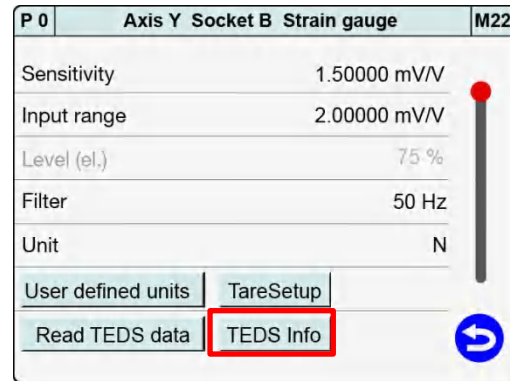 P 0 Axis Y Socket B Strain gauge M22
Sensitivity 1.50000 mV/V
Input range 2.00000 mV/V
Level (el.) 75 %
Filter 50 Hz
Unit N
User defined units TareSetup
Read TEDS data TEDS Info